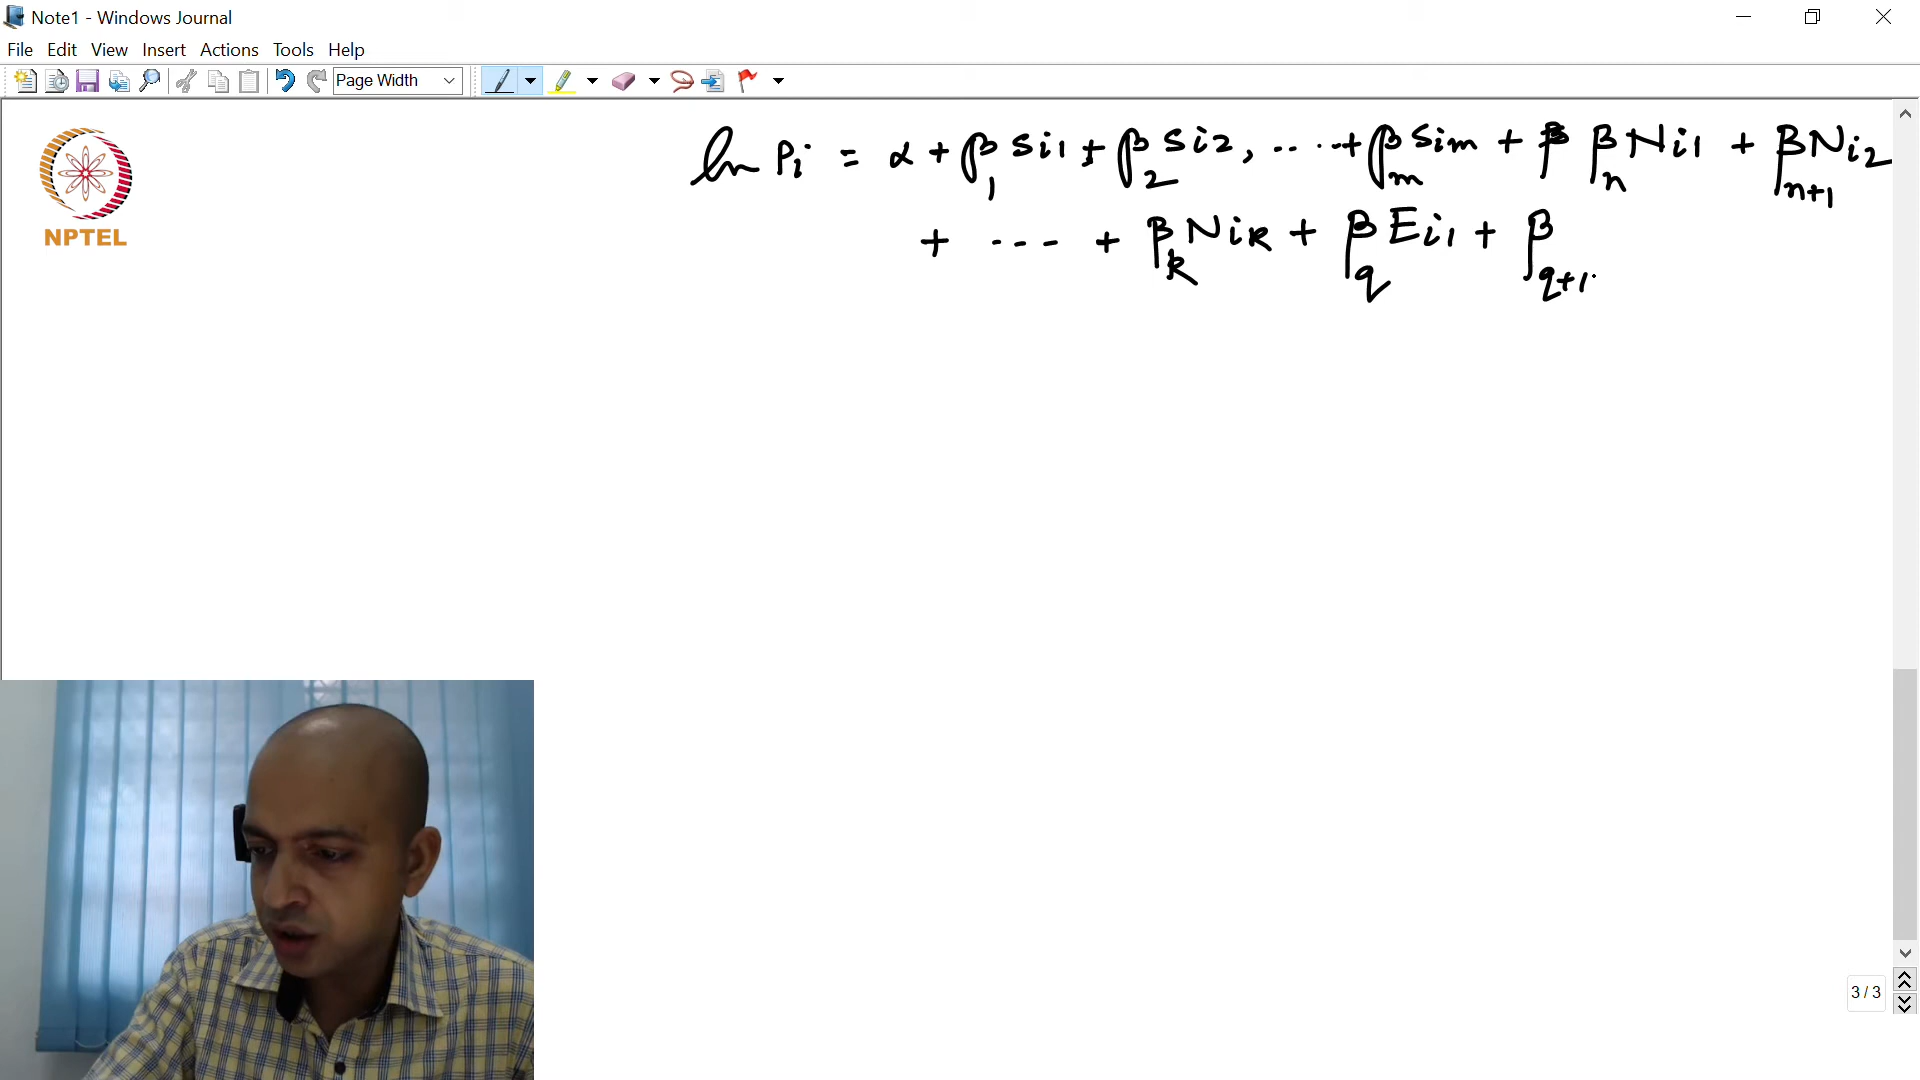 Note1 - Windows Journal
File Edit View Insert Actions Tools Help
Page Width
NPTEL
ln Pi = α + β1 Si1 + β2 Si2, ..... + βm Sim + β βn Ni1 + βn+1 Ni2
+ --- + βk Nik + βq Ei1 + βq+1
3 / 3